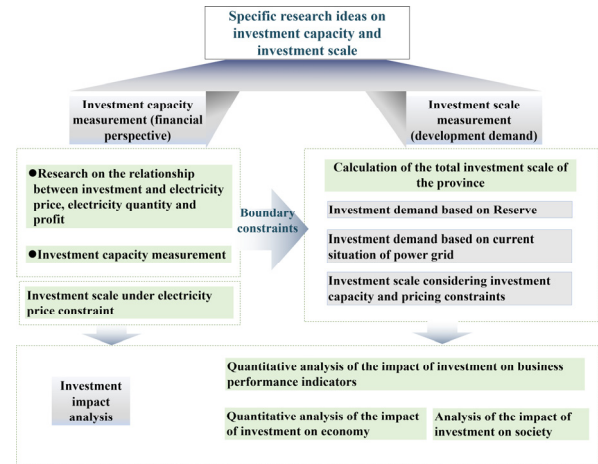 Specific research ideas on
investment capacity and
investment scale
Investment capacity
measurement (financial
perspective)
Investment scale
measurement
(development demand)
●Research on the relationship
between investment and electricity
price, electricity quantity and
profit
●Investment capacity measurement
Investment scale under electricity
price constraint
Boundary
constraints
Calculation of the total investment scale of
the province
Investment demand based on Reserve
Investment demand based on current
situation of power grid
Investment scale considering investment
capacity and pricing constraints
Investment
impact
analysis
Quantitative analysis of the impact of investment on business
performance indicators
Quantitative analysis of the impact
of investment on economy
Analysis of the impact of
investment on society